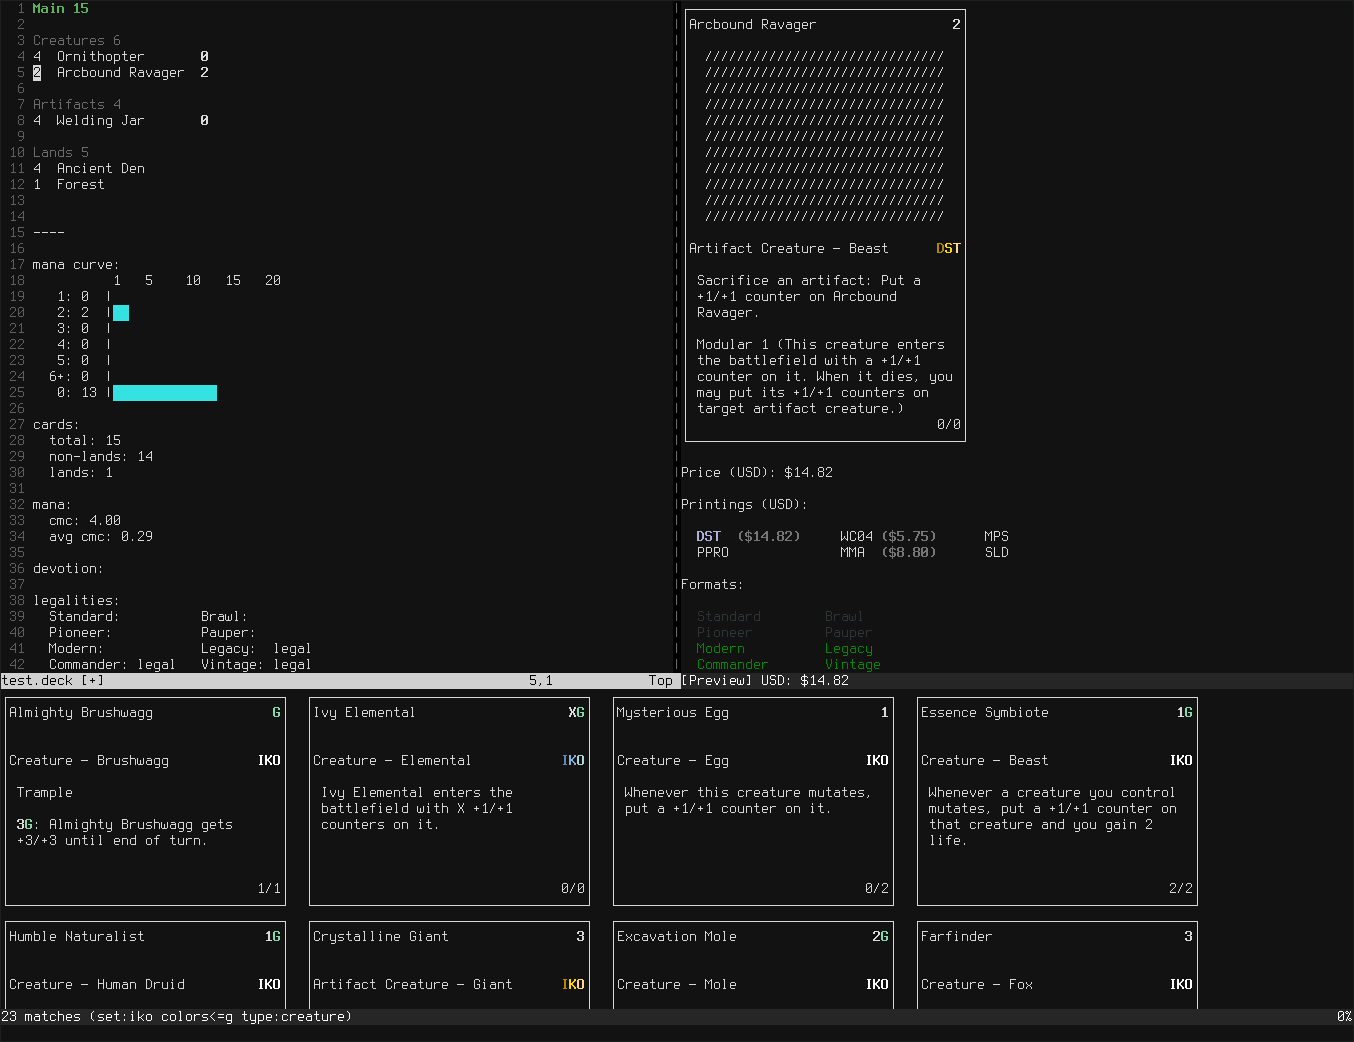 1 Main 15
2
3 Creatures 6
4 4 Ornithopter 0
5 2 Arcbound Ravager 2
6
7 Artifacts 4
8 4 Welding Jar 0
9
10 Lands 5
11 4 Ancient Den
12 1 Forest
13
14
15 ----
16
17 mana curve:
18 1 5 10 15 20
19 1: 0 |
20 2: 2 |
21 3: 0 |
22 4: 0 |
23 5: 0 |
24 6+: 0 |
25 0: 13 |
26
27 cards:
28 total: 15
29 non-lands: 14
30 lands: 1
31
32 mana:
33 cmc: 4.00
34 avg cmc: 0.29
35
36 devotion:
37
38 legalities:
39 Standard: Brawl:
40 Pioneer: Pauper:
41 Modern: Legacy: legal
42 Commander: legal Vintage: legal
test.deck [+] 5,1 Top
Arcbound Ravager 2
//////////////////////////////
//////////////////////////////
//////////////////////////////
//////////////////////////////
//////////////////////////////
//////////////////////////////
//////////////////////////////
//////////////////////////////
//////////////////////////////
//////////////////////////////
//////////////////////////////
Artifact Creature — Beast DST
Sacrifice an artifact: Put a
+1/+1 counter on Arcbound
Ravager.
Modular 1 (This creature enters
the battlefield with a +1/+1
counter on it. When it dies, you
may put its +1/+1 counters on
target artifact creature.)
0/0
Price (USD): $14.82
Printings (USD):
DST ($14.82) WC04 ($5.75) MPS
PPRO MMA ($8.80) SLD
Formats:
Standard Brawl
Pioneer Pauper
Modern Legacy
Commander Vintage
[Preview] USD: $14.82
Almighty Brushwagg G
Creature — Brushwagg IKO
Trample
3G: Almighty Brushwagg gets
+3/+3 until end of turn.
1/1
Ivy Elemental XG
Creature — Elemental IKO
Ivy Elemental enters the
battlefield with X +1/+1
counters on it.
0/0
Mysterious Egg 1
Creature — Egg IKO
Whenever this creature mutates,
put a +1/+1 counter on it.
0/2
Essence Symbiote 1G
Creature — Beast IKO
Whenever a creature you control
mutates, put a +1/+1 counter on
that creature and you gain 2
life.
2/2
Humble Naturalist 1G
Creature — Human Druid IKO
Crystalline Giant 3
Artifact Creature — Giant IKO
Excavation Mole 2G
Creature — Mole IKO
Farfinder 3
Creature — Fox IKO
23 matches (set:iko colors<=g type:creature) 0%